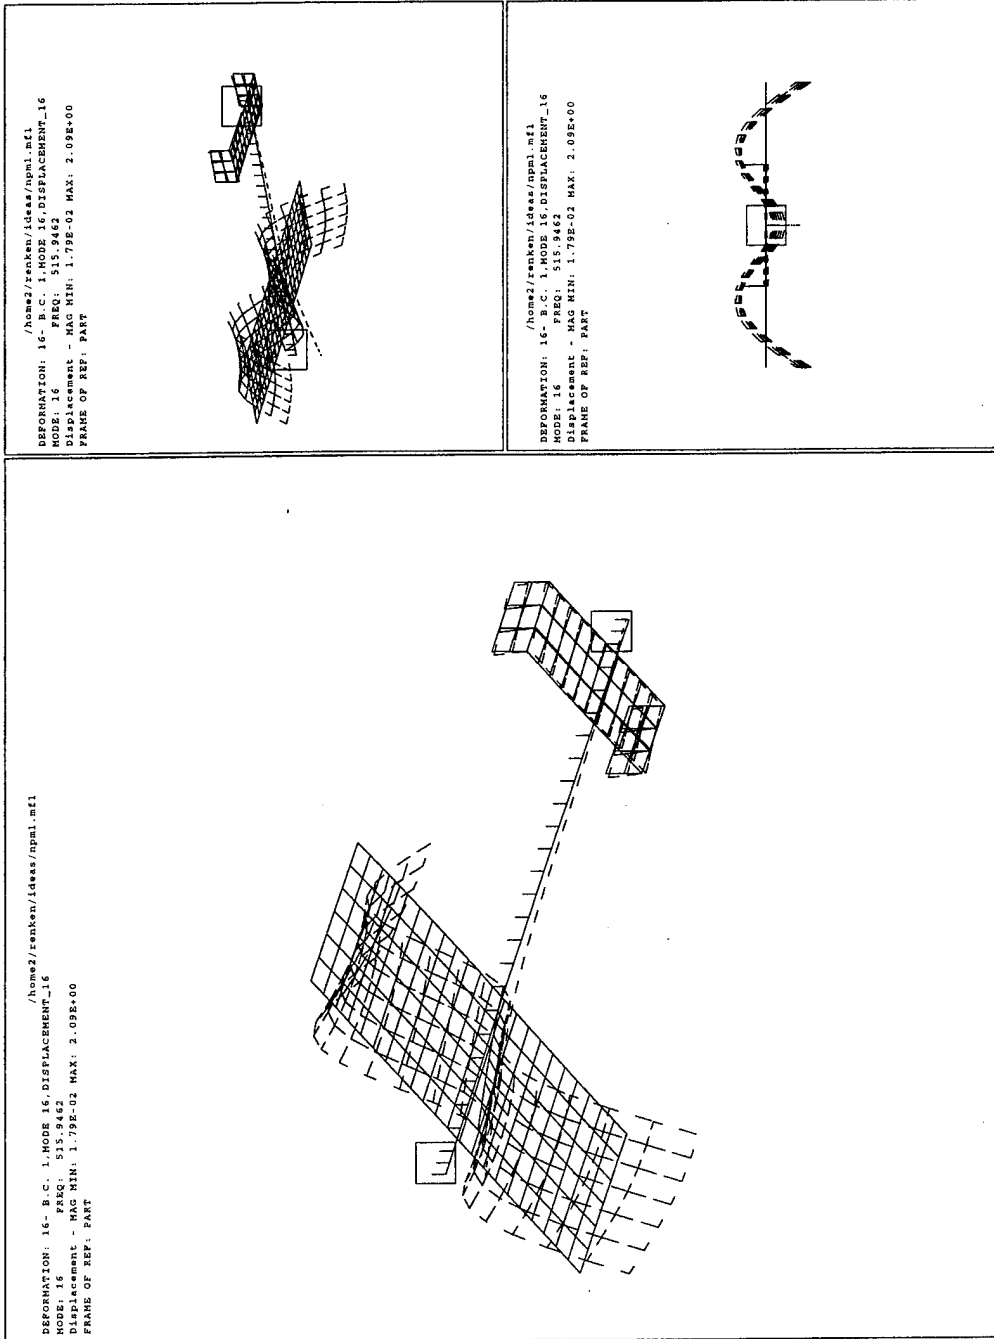 /home2/renken/ideas/npm1.mf1
DEFORMATION: 16- B.C. 1,MODE 16,DISPLACEMENT_16
MODE: 16 FREQ: 515.9462
Displacement - MAG MIN: 1.79E-02 MAX: 2.09E+00
FRAME OF REF: PART
/home2/renken/ideas/npm1.mf1
DEFORMATION: 16- B.C. 1,MODE 16,DISPLACEMENT_16
MODE: 16 FREQ: 515.9462
Displacement - MAG MIN: 1.79E-02 MAX: 2.09E+00
FRAME OF REF: PART
/home2/renken/ideas/npm1.mf1
DEFORMATION: 16- B.C. 1,MODE 16,DISPLACEMENT_16
MODE: 16 FREQ: 515.9462
Displacement - MAG MIN: 1.79E-02 MAX: 2.09E+00
FRAME OF REF: PART